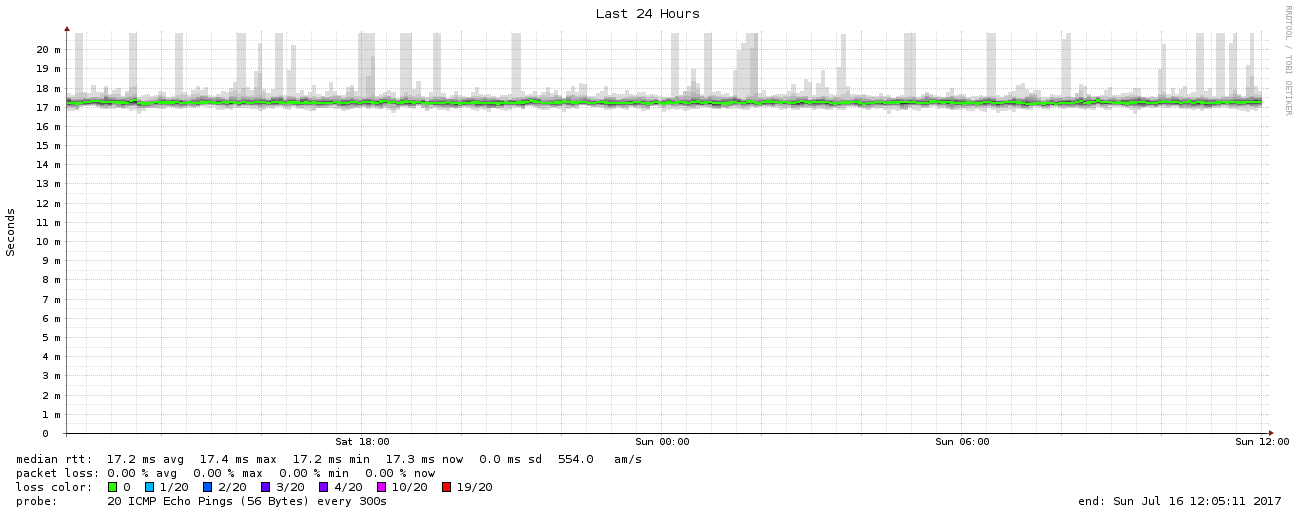 Last 24 Hours
RRDTOOL / TOBI OETIKER
Seconds
20 m
19 m
18 m
17 m
16 m
15 m
14 m
13 m
12 m
11 m
10 m
9 m
8 m
7 m
6 m
5 m
4 m
3 m
2 m
1 m
0
Sat 18:00 Sun 00:00 Sun 06:00 Sun 12:00
median rtt: 17.2 ms avg 17.4 ms max 17.2 ms min 17.3 ms now 0.0 ms sd 554.0 am/s
packet loss: 0.00 % avg 0.00 % max 0.00 % min 0.00 % now
loss color: 0 1/20 2/20 3/20 4/20 10/20 19/20
probe: 20 ICMP Echo Pings (56 Bytes) every 300s end: Sun Jul 16 12:05:11 2017